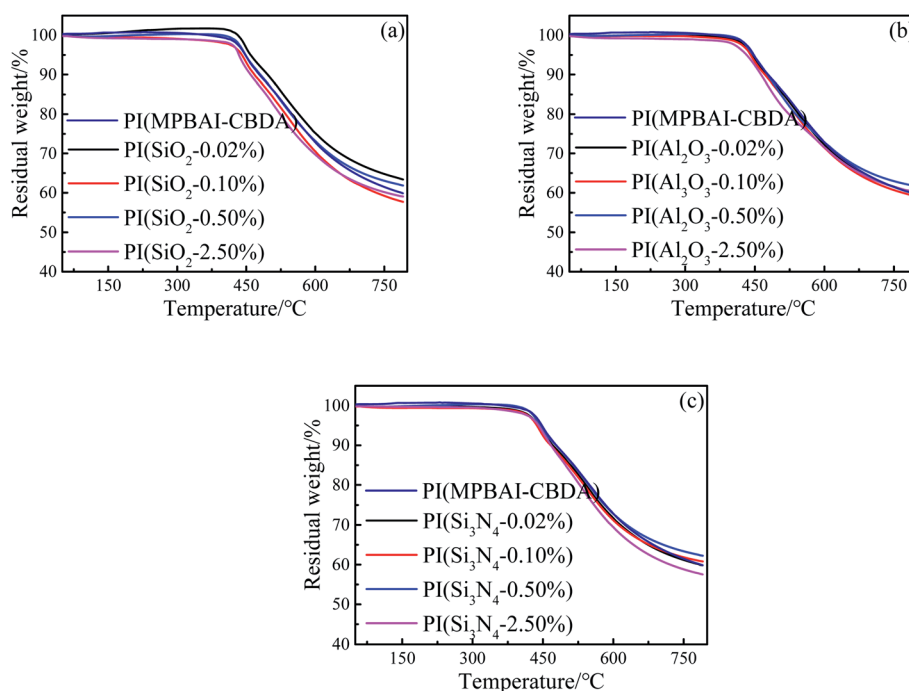 (a)
100
90
80
70
60
50
40
Residual weight/%
PI(MPBAI-CBDA)
PI(SiO₂-0.02%)
PI(SiO₂-0.10%)
PI(SiO₂-0.50%)
PI(SiO₂-2.50%)
150 300 450 600 750
Temperature/°C
(b)
100
90
80
70
60
50
40
Residual weight/%
PI(MPBAI-CBDA)
PI(Al₂O₃-0.02%)
PI(Al₃O₃-0.10%)
PI(Al₂O₃-0.50%)
PI(Al₂O₃-2.50%)
150 300 450 600 750
Temperature/°C
(c)
100
90
80
70
60
50
40
Residual weight/%
PI(MPBAI-CBDA)
PI(Si₃N₄-0.02%)
PI(Si₃N₄-0.10%)
PI(Si₃N₄-0.50%)
PI(Si₃N₄-2.50%)
150 300 450 600 750
Temperature/°C